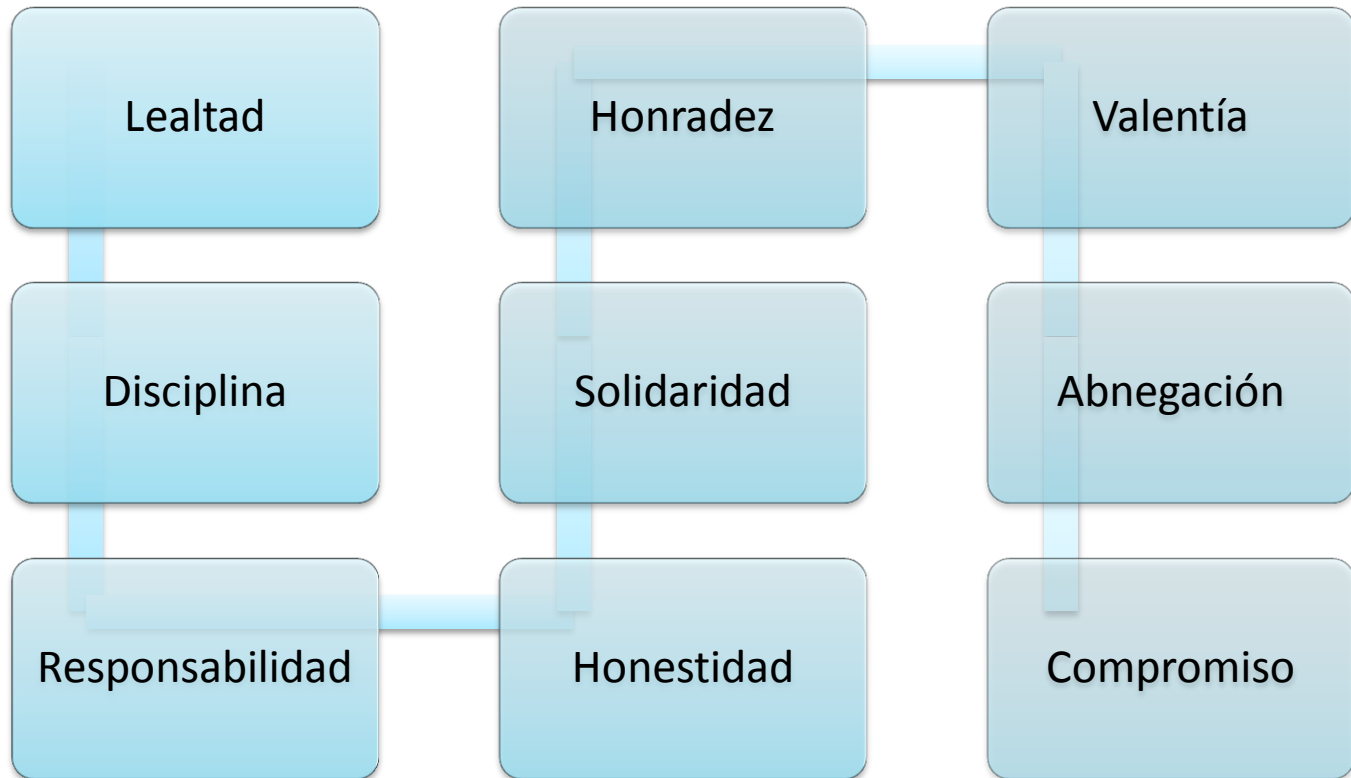 Lealtad
Disciplina
Responsabilidad
Honestidad
Solidaridad
Honradez
Valentía
Abnegación
Compromiso